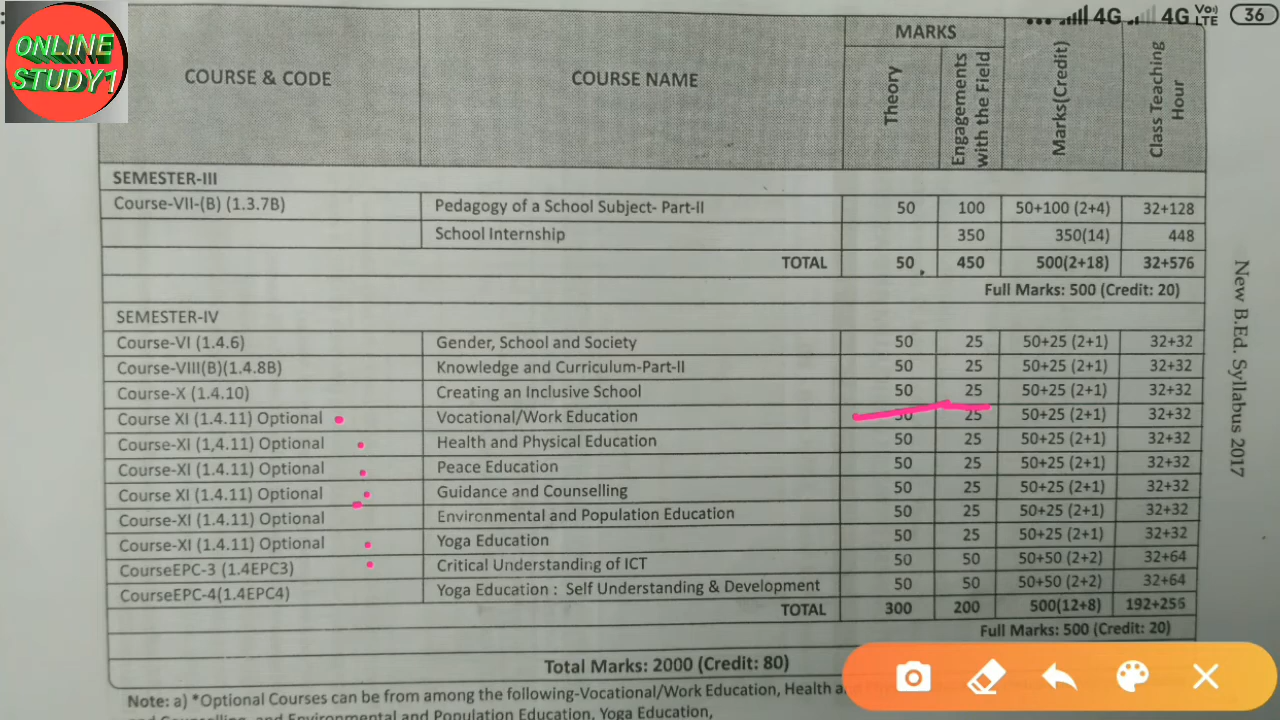 ONLINE
STUDY1
4G 4G Vo)) LTE 36
COURSE & CODE COURSE NAME MARKS Theory Engagements with the Field Marks(Credit) Class Teaching Hour
SEMESTER-III
Course-VII-(B) (1.3.7B) Pedagogy of a School Subject- Part-II 50 100 50+100 (2+4) 32+128
School Internship 350 350(14) 448
TOTAL 50 450 500(2+18) 32+576
Full Marks: 500 (Credit: 20)
SEMESTER-IV
Course-VI (1.4.6) Gender, School and Society 50 25 50+25 (2+1) 32+32
Course-VIII(B)(1.4.8B) Knowledge and Curriculum-Part-II 50 25 50+25 (2+1) 32+32
Course-X (1.4.10) Creating an Inclusive School 50 25 50+25 (2+1) 32+32
Course XI (1.4.11) Optional Vocational/Work Education 50 25 50+25 (2+1) 32+32
Course-XI (1,4.11) Optional Health and Physical Education 50 25 50+25 (2+1) 32+32
Course-XI (1.4.11) Optional Peace Education 50 25 50+25 (2+1) 32+32
Course XI (1.4.11) Optional Guidance and Counselling 50 25 50+25 (2+1) 32+32
Course-XI (1.4.11) Optional Environmental and Population Education 50 25 50+25 (2+1) 32+32
Course-XI (1.4.11) Optional Yoga Education 50 25 50+25 (2+1) 32+32
CourseEPC-3 (1.4EPC3) Critical Understanding of ICT 50 50 50+50 (2+2) 32+64
CourseEPC-4(1.4EPC4) Yoga Education : Self Understanding & Development 50 50 50+50 (2+2) 32+64
TOTAL 300 200 500(12+8) 192+256
Full Marks: 500 (Credit: 20)
Total Marks: 2000 (Credit: 80)
Note: a) *Optional Courses can be from among the following-Vocational/Work Education, Health
and Counselling, and Environmental and Population Education, Yoga Education,
New B.Ed. Syllabus 2017